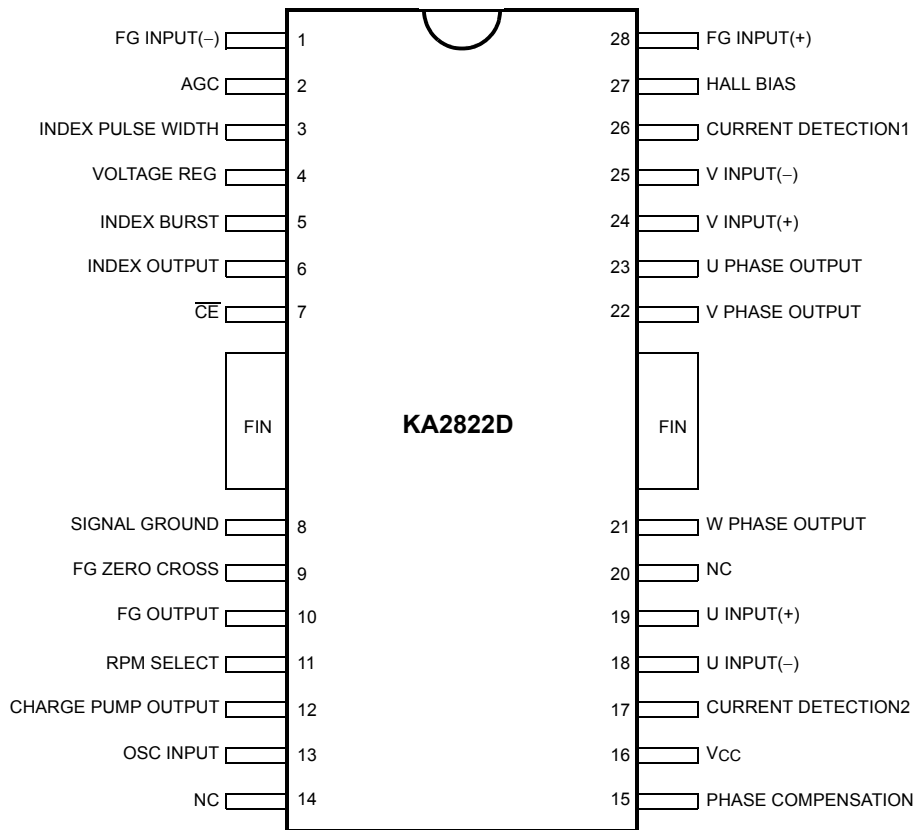 FG INPUT(−) 1 28 FG INPUT(+)
AGC 2 27 HALL BIAS
INDEX PULSE WIDTH 3 26 CURRENT DETECTION1
VOLTAGE REG 4 25 V INPUT(−)
INDEX BURST 5 24 V INPUT(+)
INDEX OUTPUT 6 23 U PHASE OUTPUT
C̅E̅ 7 22 V PHASE OUTPUT
FIN KA2822D FIN
SIGNAL GROUND 8 21 W PHASE OUTPUT
FG ZERO CROSS 9 20 NC
FG OUTPUT 10 19 U INPUT(+)
RPM SELECT 11 18 U INPUT(−)
CHARGE PUMP OUTPUT 12 17 CURRENT DETECTION2
OSC INPUT 13 16 VCC
NC 14 15 PHASE COMPENSATION